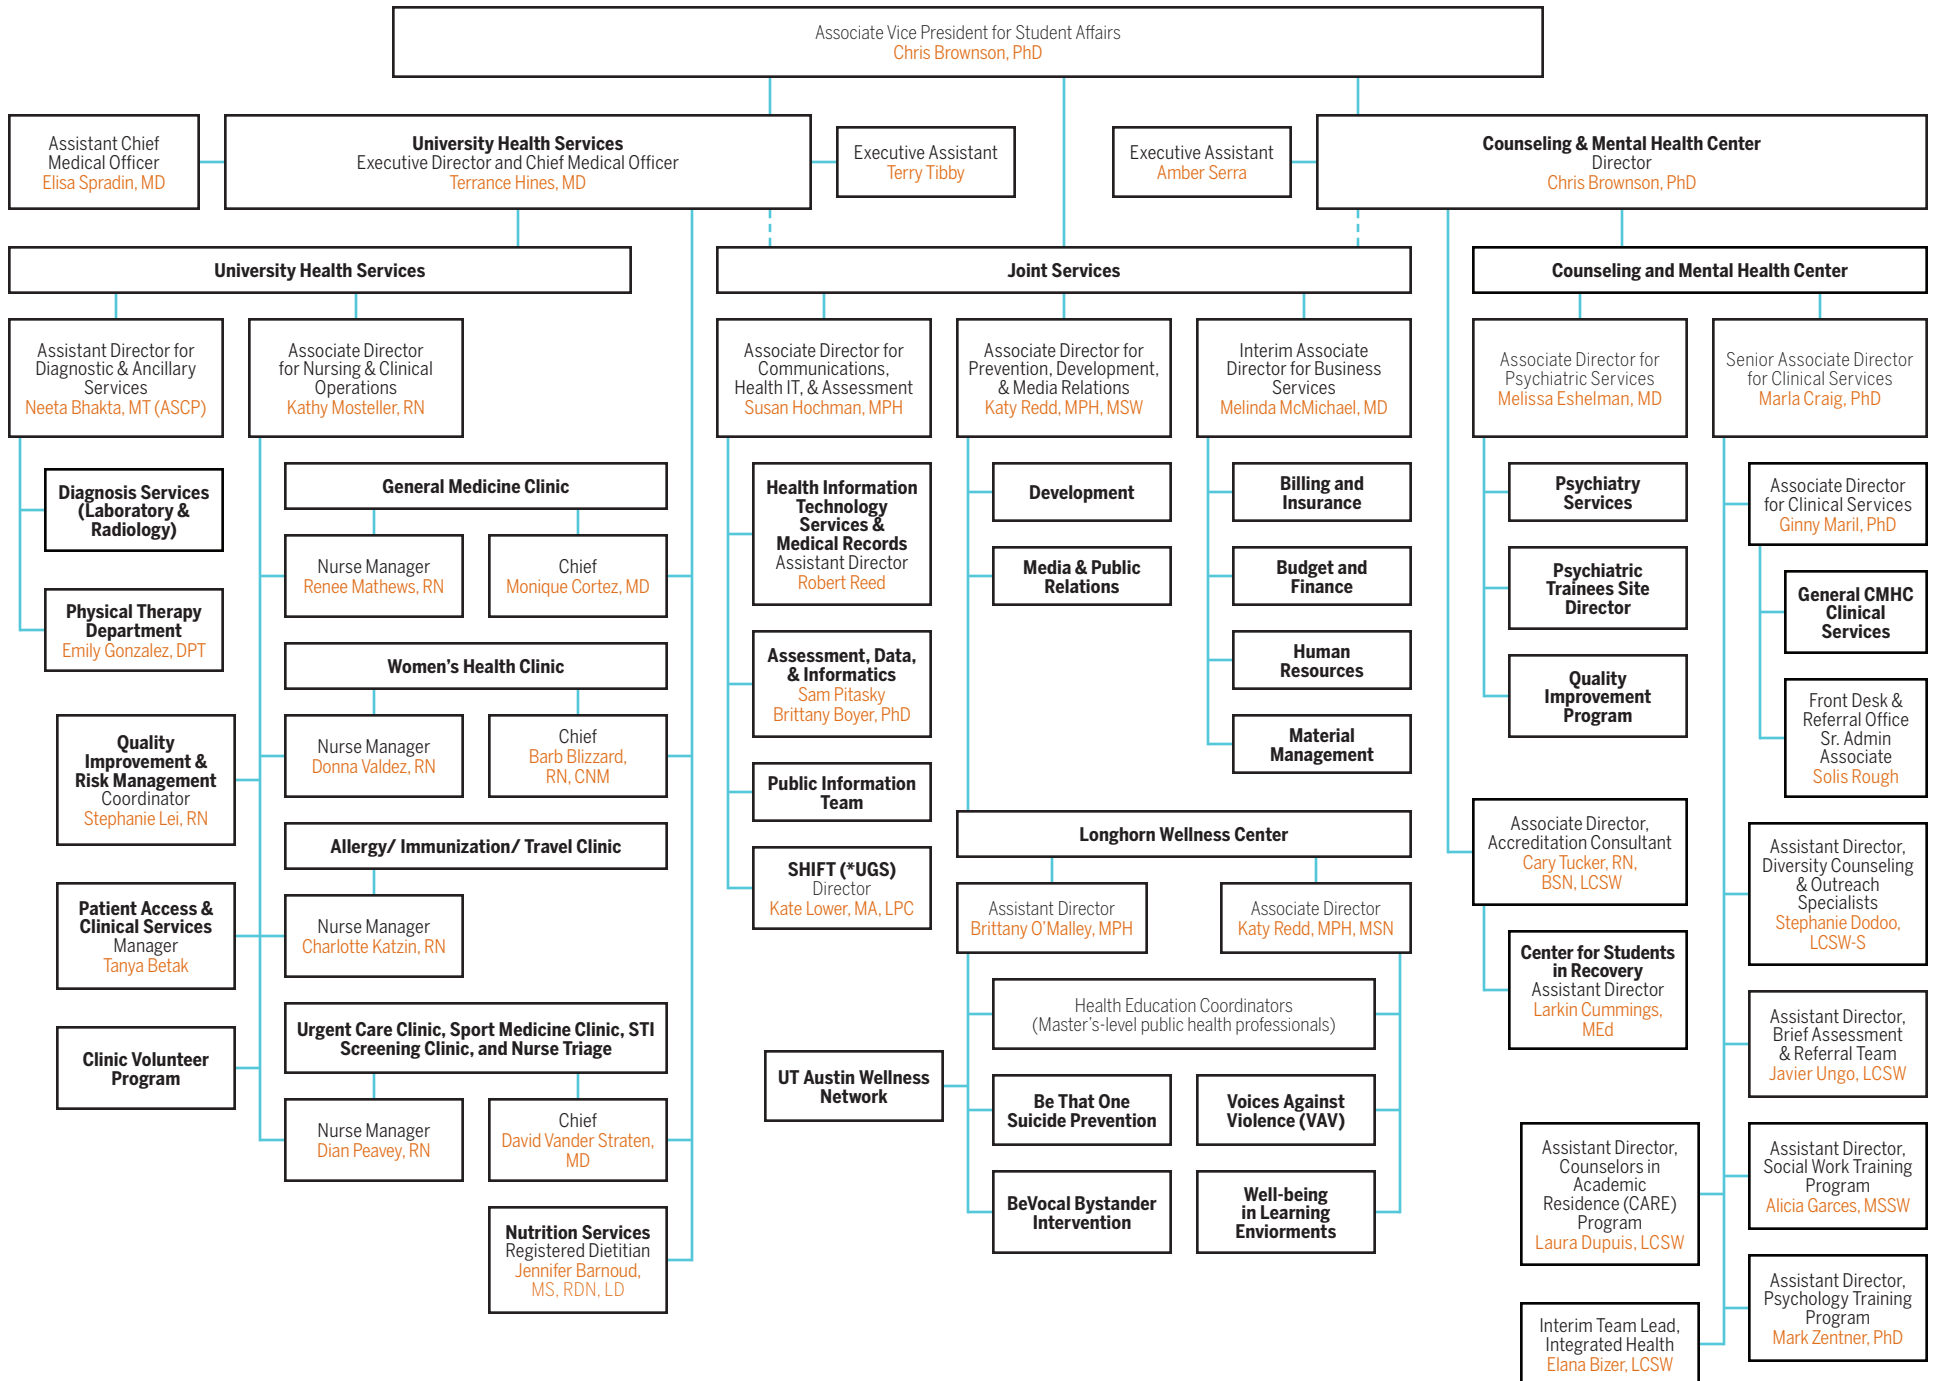 Associate Vice President for Student Affairs
Chris Brownson, PhD
Assistant Chief
Medical Officer
Elisa Spradin, MD
University Health Services
Executive Director and Chief Medical Officer
Terrance Hines, MD
Executive Assistant
Terry Tibby
Executive Assistant
Amber Serra
Counseling & Mental Health Center
Director
Chris Brownson, PhD
University Health Services
Joint Services
Counseling and Mental Health Center
Assistant Director for
Diagnostic & Ancillary
Services
Neeta Bhakta, MT (ASCP)
Associate Director
for Nursing & Clinical
Operations
Kathy Mosteller, RN
Associate Director for
Communications,
Health IT, & Assessment
Susan Hochman, MPH
Associate Director for
Prevention, Development,
& Media Relations
Katy Redd, MPH, MSW
Interim Associate
Director for Business
Services
Melinda McMichael, MD
Associate Director for
Psychiatric Services
Melissa Eshelman, MD
Senior Associate Director
for Clinical Services
Marla Craig, PhD
Diagnosis Services
(Laboratory &
Radiology)
Physical Therapy
Department
Emily Gonzalez, DPT
Quality
Improvement &
Risk Management
Coordinator
Stephanie Lei, RN
Patient Access &
Clinical Services
Manager
Tanya Betak
Clinic Volunteer
Program
General Medicine Clinic
Nurse Manager
Renee Mathews, RN
Chief
Monique Cortez, MD
Women's Health Clinic
Nurse Manager
Donna Valdez, RN
Chief
Barb Blizzard,
RN, CNM
Allergy/ Immunization/ Travel Clinic
Nurse Manager
Charlotte Katzin, RN
Urgent Care Clinic, Sport Medicine Clinic, STI
Screening Clinic, and Nurse Triage
Nurse Manager
Dian Peavey, RN
Chief
David Vander Straten,
MD
Nutrition Services
Registered Dietitian
Jennifer Barnoud,
MS, RDN, LD
Health Information
Technology
Services &
Medical Records
Assistant Director
Robert Reed
Assessment, Data,
& Informatics
Sam Pitasky
Brittany Boyer, PhD
Public Information
Team
SHIFT (*UGS)
Director
Kate Lower, MA, LPC
Development
Media & Public
Relations
Billing and
Insurance
Budget and
Finance
Human
Resources
Material
Management
Longhorn Wellness Center
Assistant Director
Brittany O'Malley, MPH
Associate Director
Katy Redd, MPH, MSN
Health Education Coordinators
(Master's-level public health professionals)
UT Austin Wellness
Network
Be That One
Suicide Prevention
Voices Against
Violence (VAV)
BeVocal Bystander
Intervention
Well-being
in Learning
Enviorments
Psychiatry
Services
Psychiatric
Trainees Site
Director
Quality
Improvement
Program
Associate Director,
Accreditation Consultant
Cary Tucker, RN,
BSN, LCSW
Center for Students
in Recovery
Assistant Director
Larkin Cummings,
MEd
Associate Director
for Clinical Services
Ginny Maril, PhD
General CMHC
Clinical
Services
Front Desk &
Referral Office
Sr. Admin
Associate
Solis Rough
Assistant Director,
Diversity Counseling
& Outreach
Specialists
Stephanie Dodoo,
LCSW-S
Assistant Director,
Brief Assessment
& Referral Team
Javier Ungo, LCSW
Assistant Director,
Counselors in
Academic
Residence (CARE)
Program
Laura Dupuis, LCSW
Assistant Director,
Social Work Training
Program
Alicia Garces, MSSW
Assistant Director,
Psychology Training
Program
Mark Zentner, PhD
Interim Team Lead,
Integrated Health
Elana Bizer, LCSW